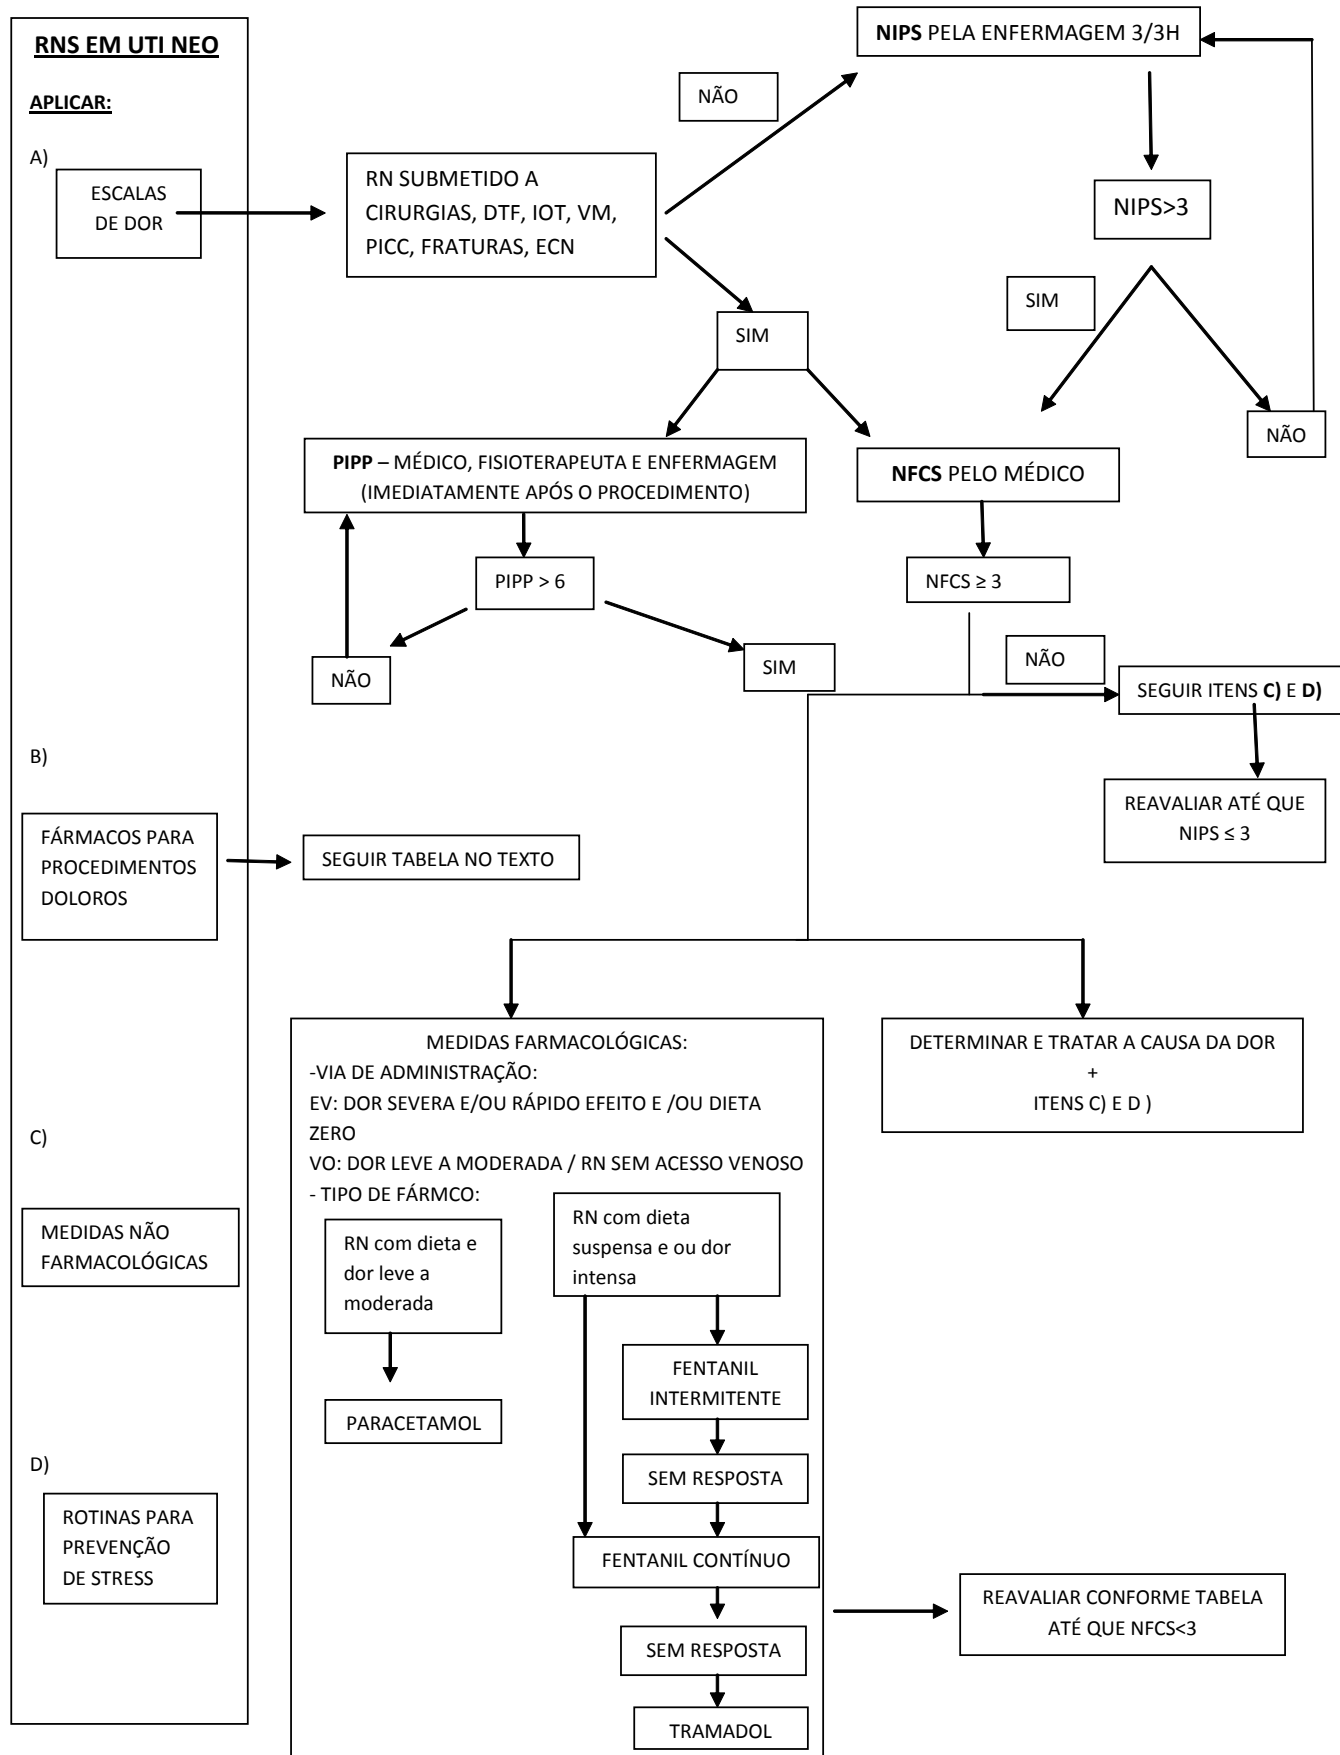 RNS EM UTI NEO
APLICAR:
A)
ESCALAS
DE DOR
B)
FÁRMACOS PARA
PROCEDIMENTOS
DOLOROS
C)
MEDIDAS NÃO
FARMACOLÓGICAS
D)
ROTINAS PARA
PREVENÇÃO
DE STRESS
RN SUBMETIDO A
CIRURGIAS, DTF, IOT, VM,
PICC, FRATURAS, ECN
NÃO
NIPS PELA ENFERMAGEM 3/3H
NIPS>3
SIM
NÃO
SIM
PIPP – MÉDICO, FISIOTERAPEUTA E ENFERMAGEM
(IMEDIATAMENTE APÓS O PROCEDIMENTO)
NFCS PELO MÉDICO
PIPP > 6
NFCS ≥ 3
NÃO
SIM
NÃO
SEGUIR ITENS C) E D)
REAVALIAR ATÉ QUE
NIPS ≤ 3
SEGUIR TABELA NO TEXTO
MEDIDAS FARMACOLÓGICAS:
-VIA DE ADMINISTRAÇÃO:
EV: DOR SEVERA E/OU RÁPIDO EFEITO E /OU DIETA
ZERO
VO: DOR LEVE A MODERADA / RN SEM ACESSO VENOSO
- TIPO DE FÁRMCO:
RN com dieta e
dor leve a
moderada
PARACETAMOL
RN com dieta
suspensa e ou dor
intensa
FENTANIL
INTERMITENTE
SEM RESPOSTA
FENTANIL CONTÍNUO
SEM RESPOSTA
TRAMADOL
DETERMINAR E TRATAR A CAUSA DA DOR
+
ITENS C) E D )
REAVALIAR CONFORME TABELA
ATÉ QUE NFCS<3